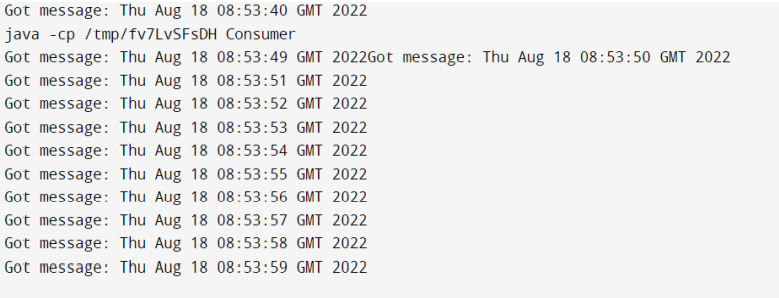 Got message: Thu Aug 18 08:53:40 GMT 2022
java -cp /tmp/fv7LvSFsDH Consumer
Got message: Thu Aug 18 08:53:49 GMT 2022Got message: Thu Aug 18 08:53:50 GMT 2022
Got message: Thu Aug 18 08:53:51 GMT 2022
Got message: Thu Aug 18 08:53:52 GMT 2022
Got message: Thu Aug 18 08:53:53 GMT 2022
Got message: Thu Aug 18 08:53:54 GMT 2022
Got message: Thu Aug 18 08:53:55 GMT 2022
Got message: Thu Aug 18 08:53:56 GMT 2022
Got message: Thu Aug 18 08:53:57 GMT 2022
Got message: Thu Aug 18 08:53:58 GMT 2022
Got message: Thu Aug 18 08:53:59 GMT 2022